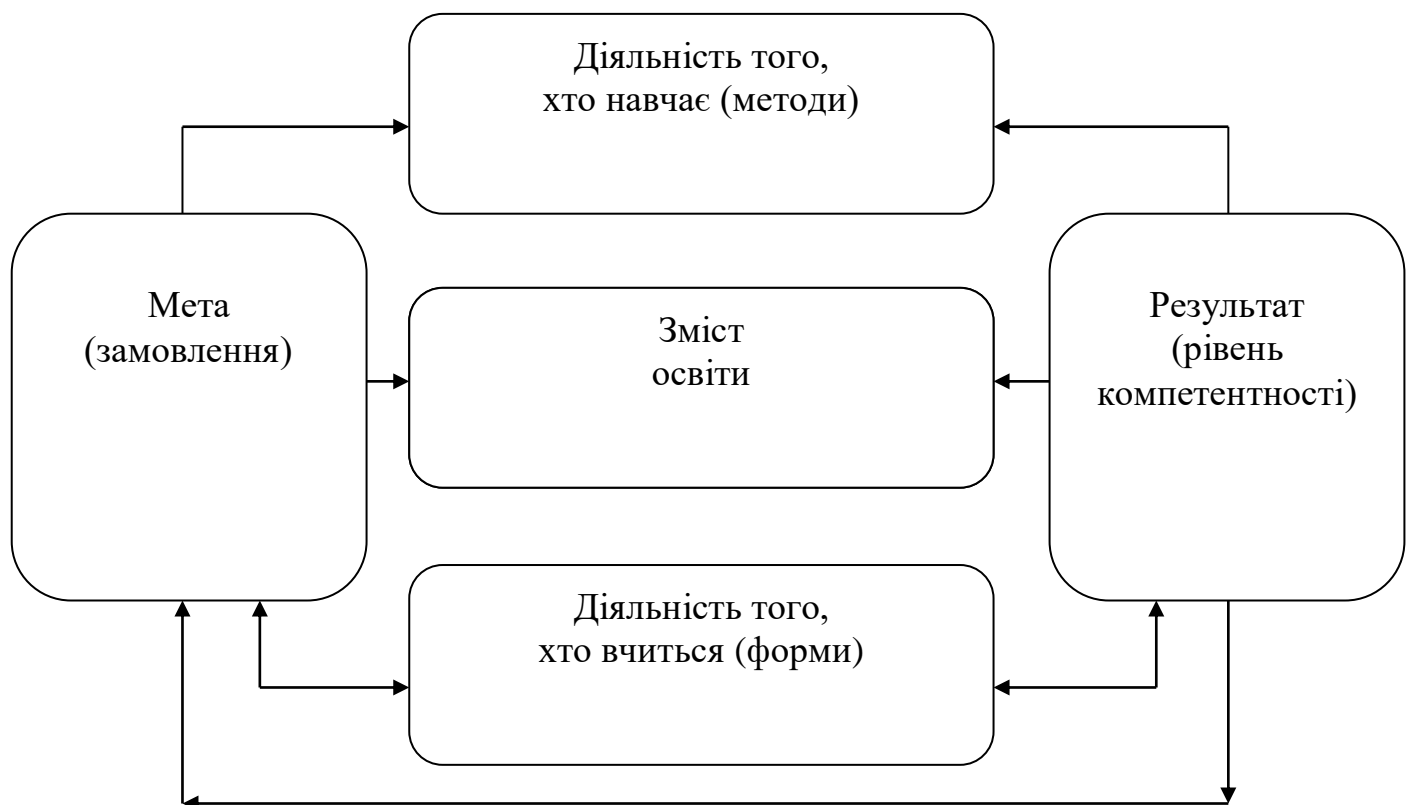 Діяльність того,
хто навчає (методи)
Мета
(замовлення)
Зміст
освіти
Результат
(рівень
компетентності)
Діяльність того,
хто вчиться (форми)